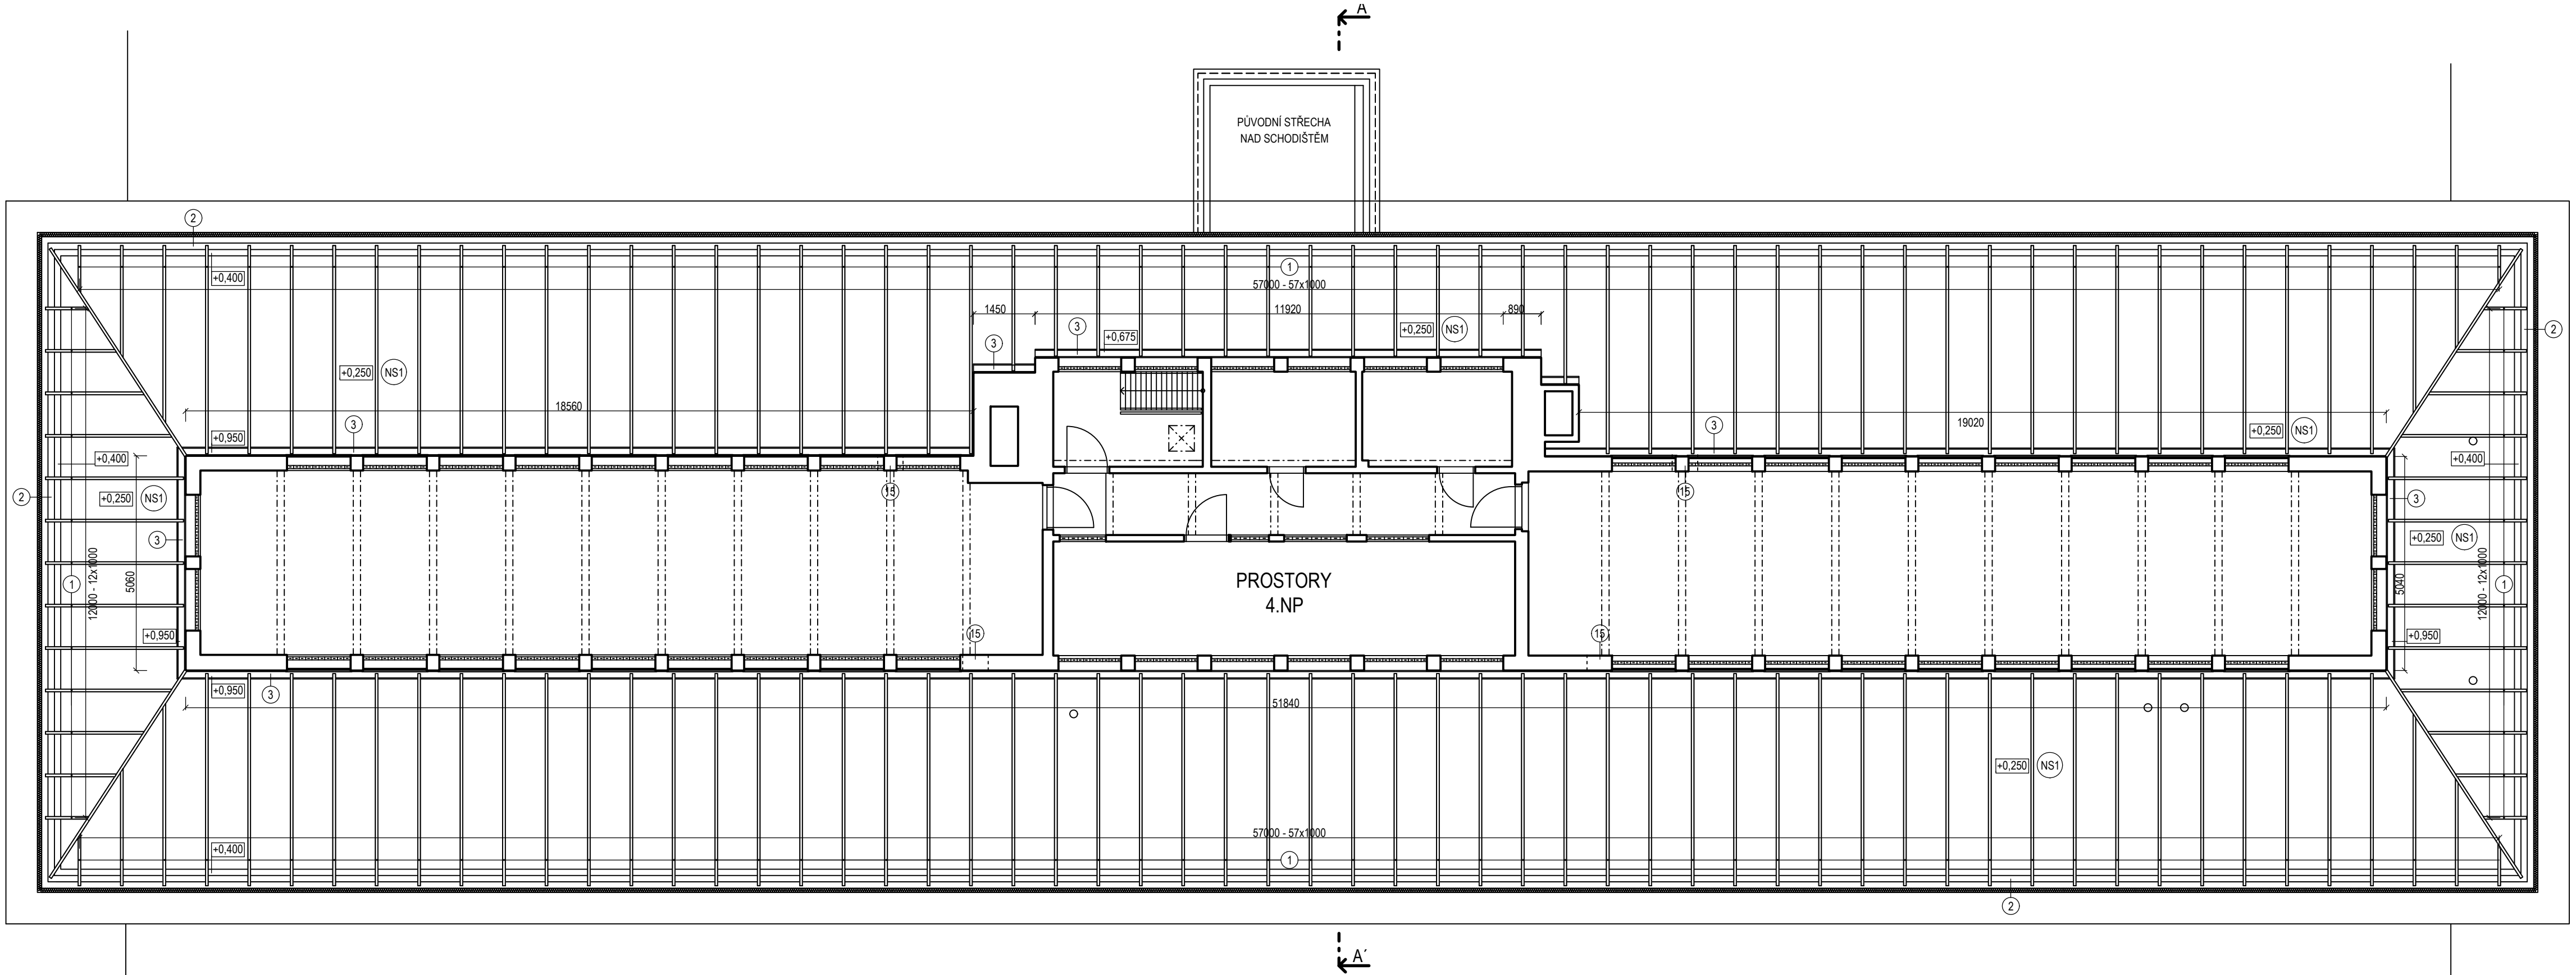 A
PŮVODNÍ STŘECHA
NAD SCHODIŠTĚM
2
+0,400
1
57000 - 57x1000
1450
11920
890
3
+0,675
+0,250
NS1
3
2
+0,250
NS1
18560
19020
3
+0,950
3
+0,250
NS1
+0,400
+0,400
2
+0,250
NS1
15
15
3
3
+0,250
NS1
1
12000 - 12x1000
5060
PROSTORY
4.NP
5040
12000 - 12x1000
1
+0,950
15
15
+0,950
+0,950
3
51840
+0,250
NS1
57000 - 57x1000
+0,400
1
2
A´